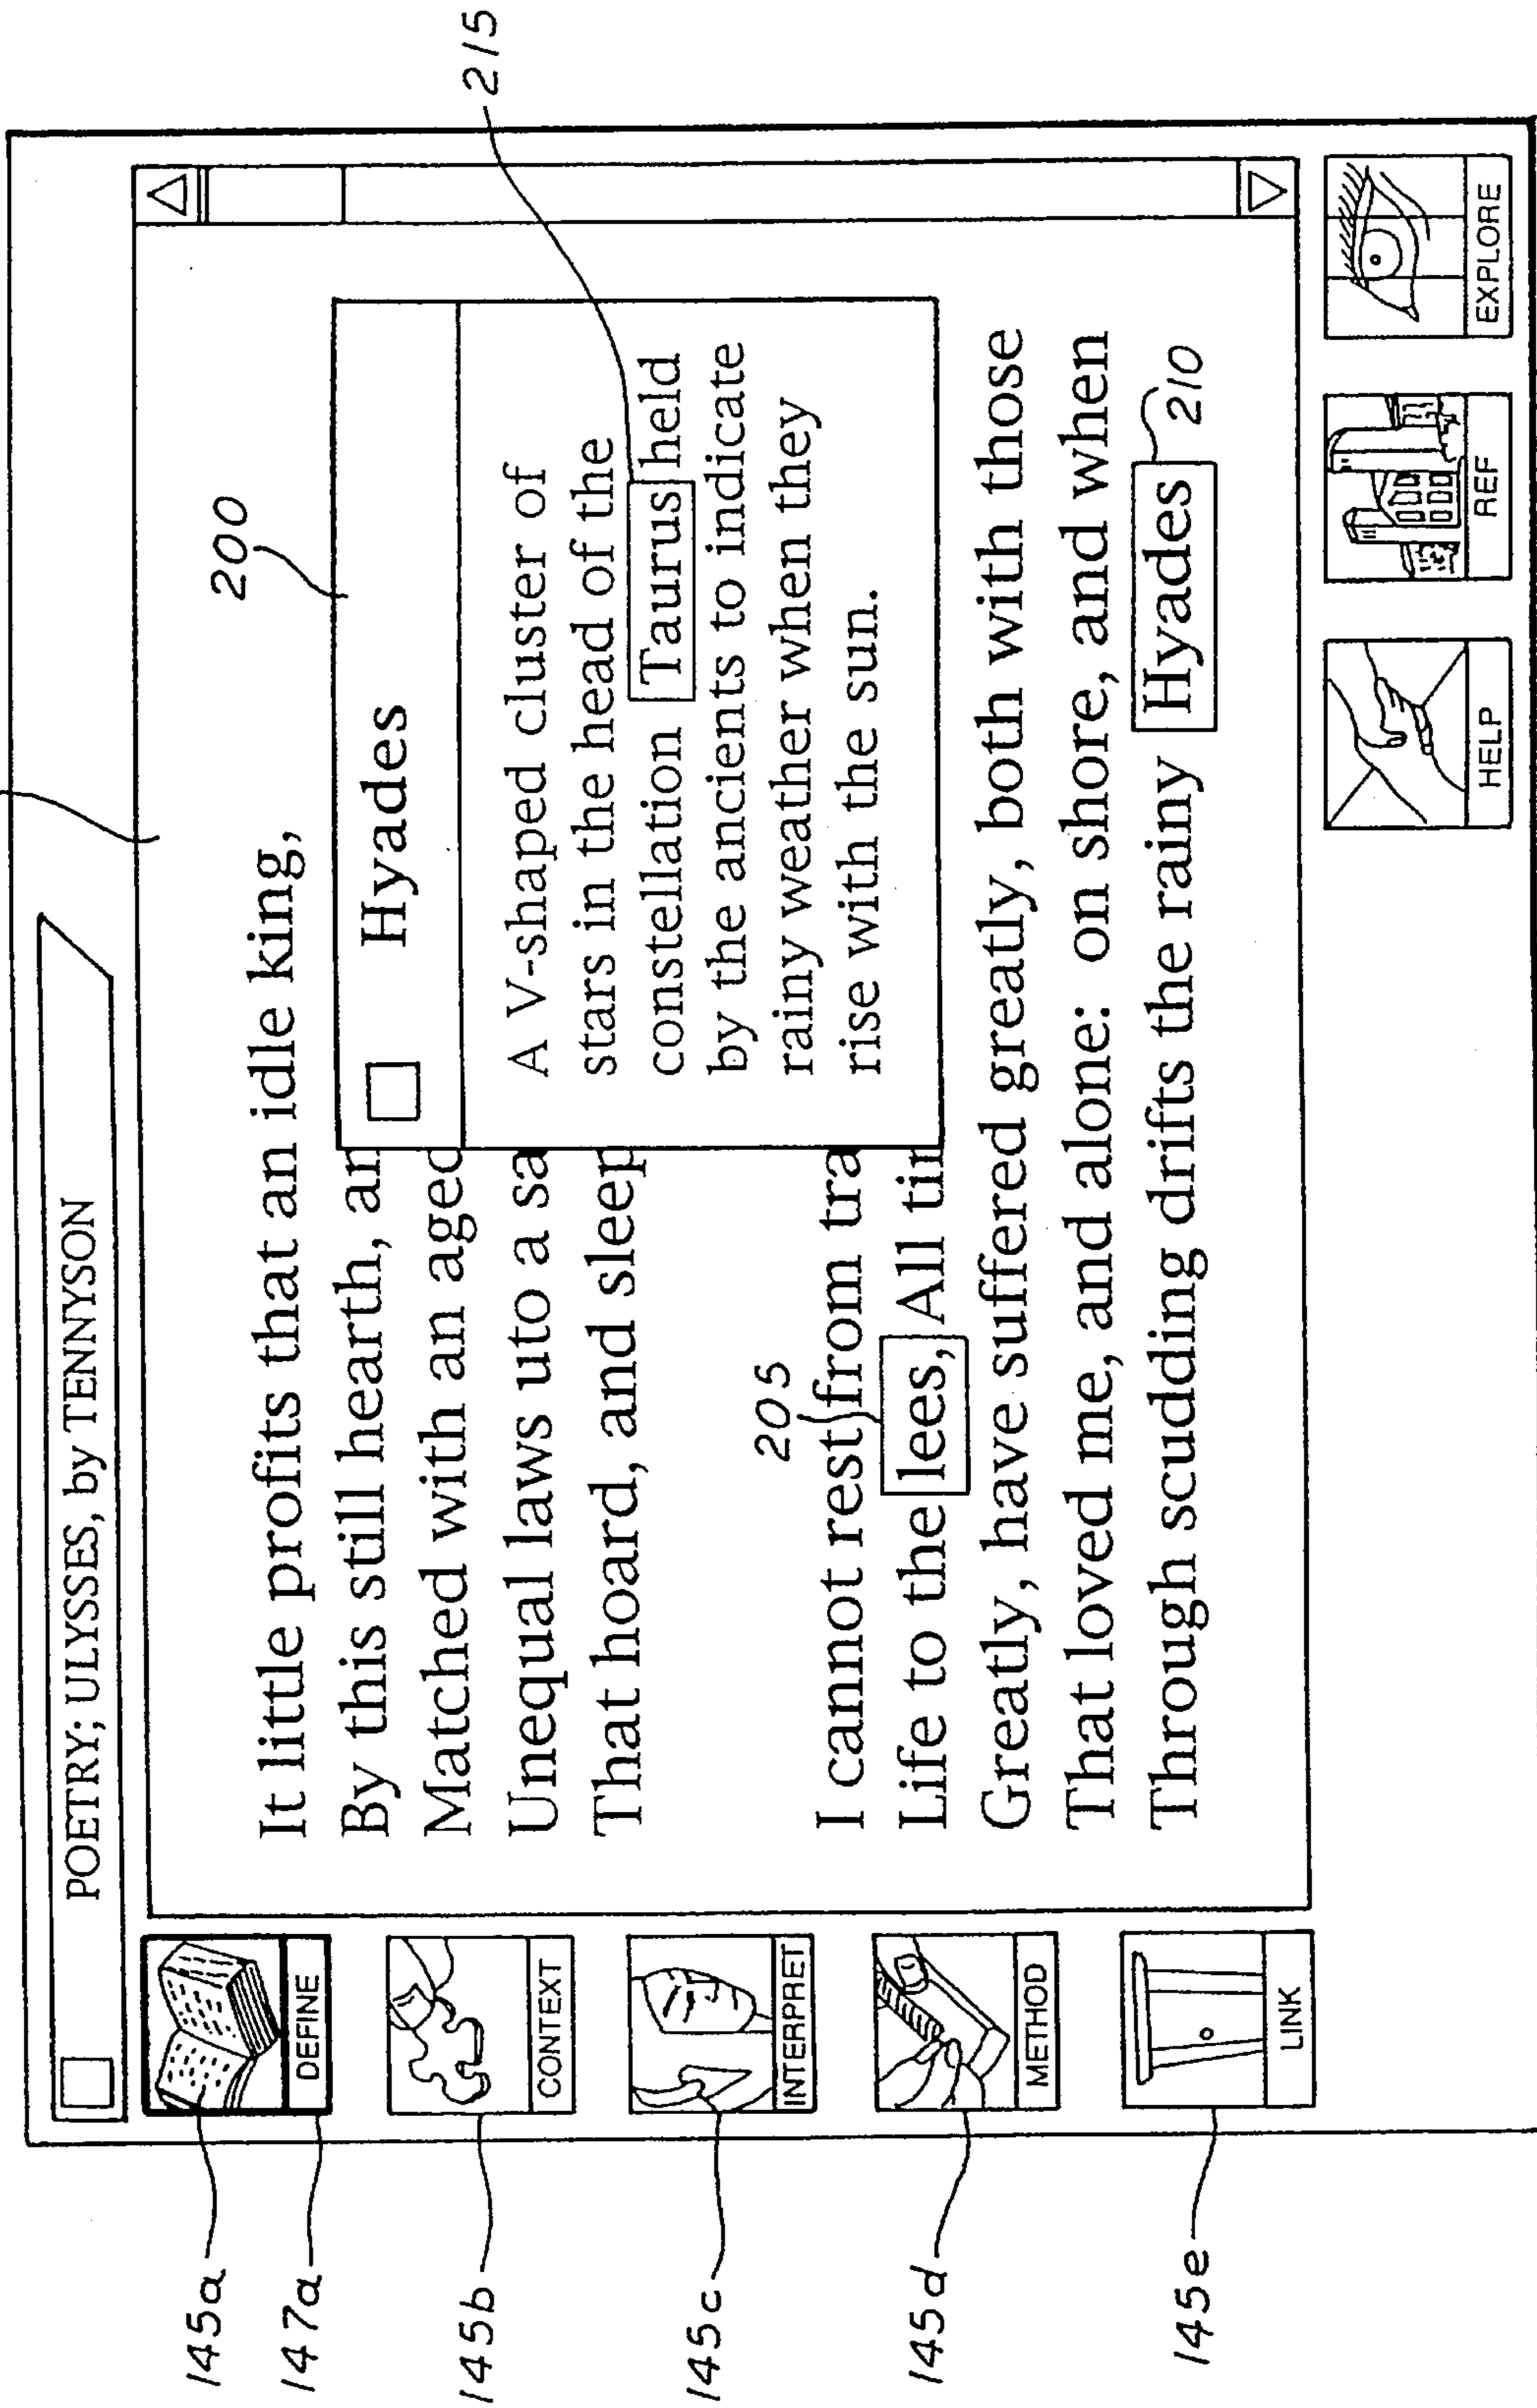 POETRY; ULYSSES, by TENNYSON
It little profits that an idle king,
By this still hearth, an
Matched with an aged
Unequal laws uto a sa
That hoard, and sleep
200
Hyades
A V-shaped cluster of
stars in the head of the
constellation Taurus held
by the ancients to indicate
rainy weather when they
rise with the sun.
215
205
I cannot rest from tra
Life to the lees, All tim
Greatly, have suffered greatly, both with those
That loved me, and alone: on shore, and when
Through scudding drifts the rainy Hyades
210
145a
DEFINE
147a
145b
CONTEXT
145c
INTERPRET
145d
METHOD
145e
LINK
HELP
REF
EXPLORE